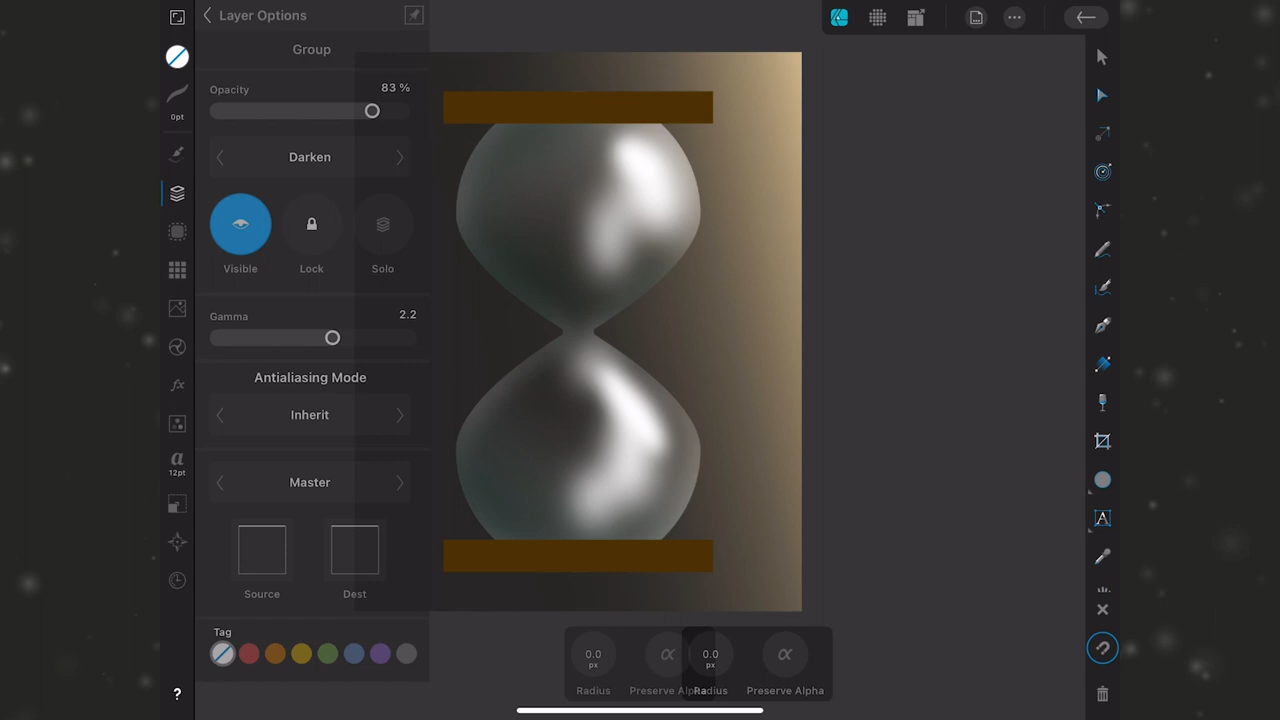 Layer Options
Group
0pt
Opacity
83 %
Darken
Visible
Lock
Solo
Gamma
2.2
Antialiasing Mode
Inherit
fx
a
12pt
Master
Source
Dest
Tag
?
A
0.0
px
α
Radius
Preserve Alpha
0.0
px
α
Radius
Preserve Alpha